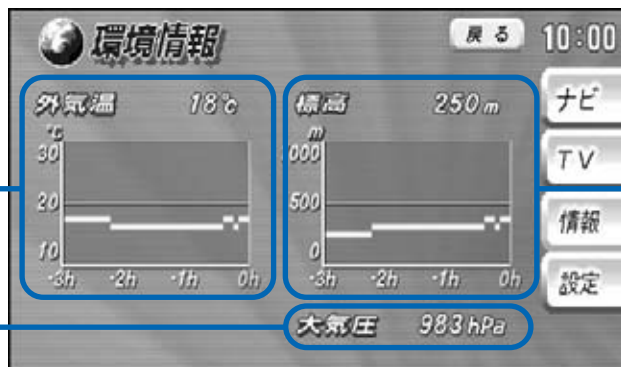 環境情報
戻る
10:00
外気温 18℃
℃
30
20
10
-3h -2h -1h 0h
標高 250m
m
1000
500
0
-3h -2h -1h 0h
大気圧 983hPa
ナビ
TV
情報
設定